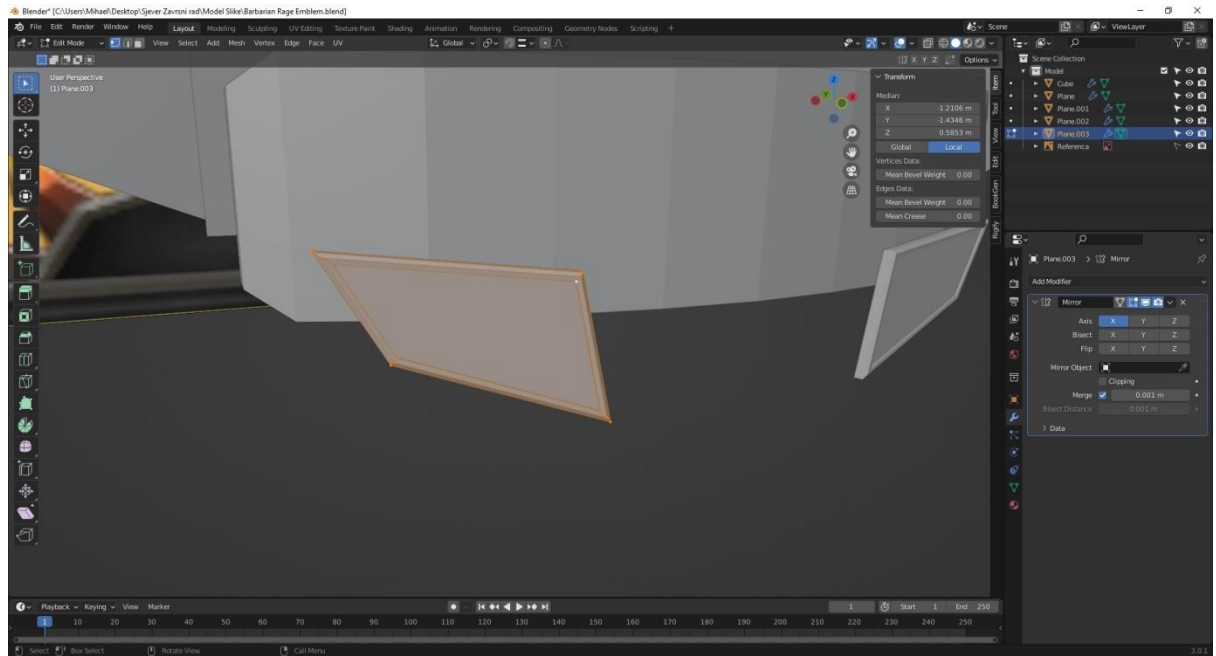 Blender* [C:\Users\Mihael\Desktop\Sjever Zavrsni rad\Model Slike\Barbarian Rage Emblem.blend]
File Edit Render Window Help Layout Modeling Sculpting UV Editing Texture Paint Shading Animation Rendering Compositing Geometry Nodes Scripting + Scene ViewLayer
Edit Mode View Select Add Mesh Vertex Edge Face UV Global
X Y Z Options
User Perspective
(1) Plane.003
Transform
Median:
X -1.2106 m
Y -1.4346 m
Z 0.5853 m
Global Local
Vertices Data:
Mean Bevel Weight 0.00
Edges Data:
Mean Bevel Weight 0.00
Mean Crease 0.00
Item
Tool
View
Edit
BookGen
Rigify
Z
Y
X
Scene Collection
Model
Cube
Plane
Plane.001
Plane.002
Plane.003
Referenca
Plane.003 > Mirror
Add Modifier
Mirror
Axis X Y Z
Bisect X Y Z
Flip X Y Z
Mirror Object
Clipping
Merge 0.001 m
Bisect Distance 0.001 m
> Data
Playback Keying View Marker 1 Start 1 End 250
1 10 20 30 40 50 60 70 80 90 100 110 120 130 140 150 160 170 180 190 200 210 220 230 240 250
Select Box Select Rotate View Call Menu 3.0.1